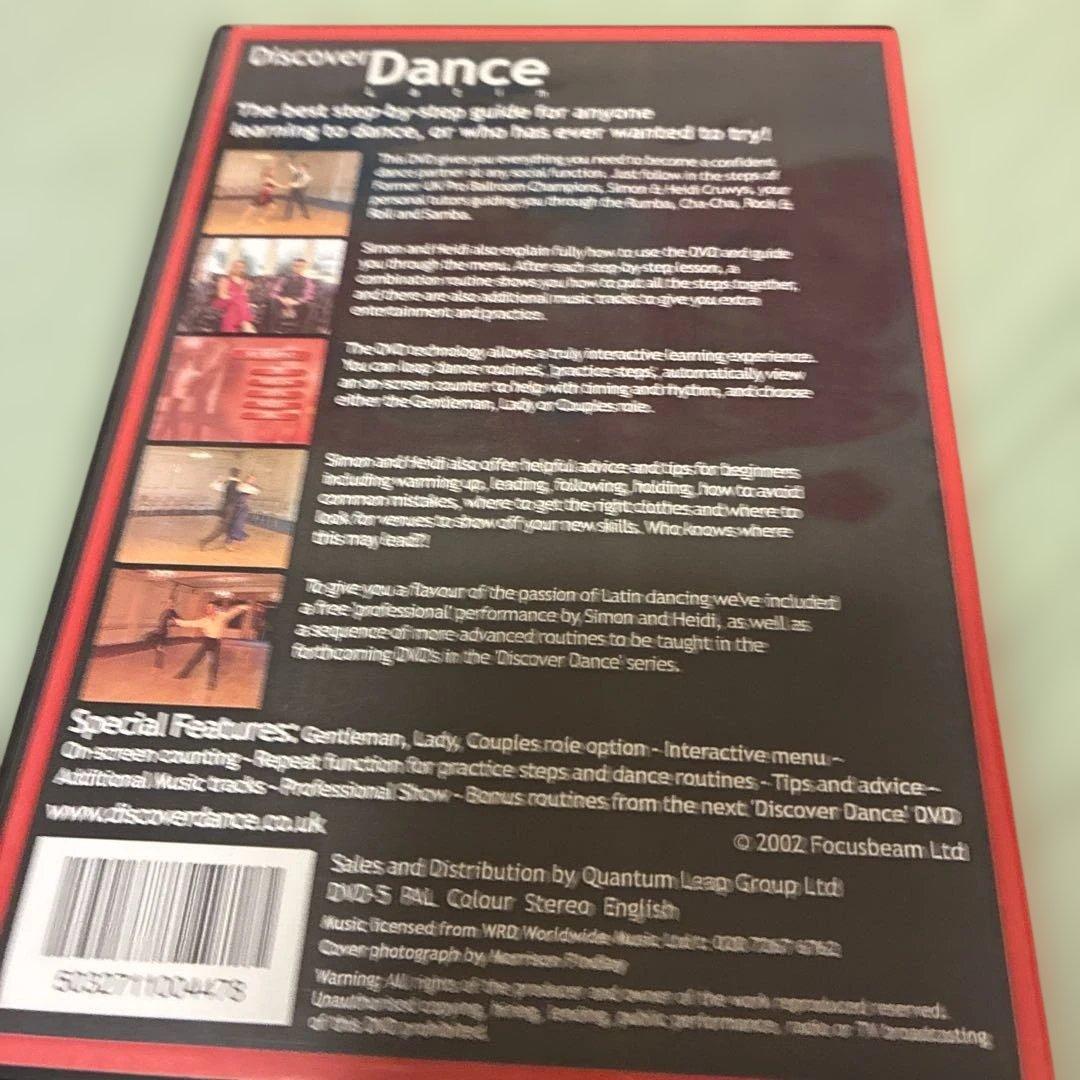 Discover Dance
Latin
The best step-by-step guide for anyone
learning to dance, or who has ever wanted to try!!
This DVD gives you everything you need to become a confident
dance partner at any social function. Just follow in the steps of
Former UK Pro Ballroom Champions, Simon & Heidi Cruwys, your
personal tutors guiding you through the Rumba, Cha-Cha, Rock &
Roll and Samba.
Simon and Heidi also explain fully how to use the DVD and guide
you through the menu. After each step-by-step lesson, a
combination routine shows you how to put all the steps together,
and there are also additional music tracks to give you extra
entertainment and practice.
The DVD technology allows a truly interactive learning experience.
You can loop dance routines, practice steps, automatically view
an on-screen counter to help with timing and rhythm, and choose
either the Gentleman, Lady or Couples role.
Simon and Heidi also offer helpful advice and tips for beginners
including warming up, leading, following, holding, how to avoid
common mistakes, where to get the right clothes and where to
look for venues to show off your new skills. Who knows where
this may lead?!
To give you a flavour of the passion of Latin dancing we've included
a free 'professional' performance by Simon and Heidi, as well as
a sequence of more advanced routines to be taught in the
forthcoming DVD's in the 'Discover Dance' series.
Special Features: Gentleman, Lady, Couples role option - Interactive menu -
On-screen counting - Repeat function for practice steps and dance routines - Tips and advice -
Additional Music tracks - Professional Show - Bonus routines from the next 'Discover Dance' DVD
www.discoverdance.co.uk
© 2002 Focusbeam Ltd
Sales and Distribution by Quantum Leap Group Ltd
DVD-5 PAL Colour Stereo English
Music licensed from WRD Worldwide Music
Cover photograph by
Warning: All rights of the producer and owner of the work reproduced reserved.
Unauthorised copying, hiring, lending, public performance, radio or TV broadcasting
of this DVD prohibited.
5032711004478